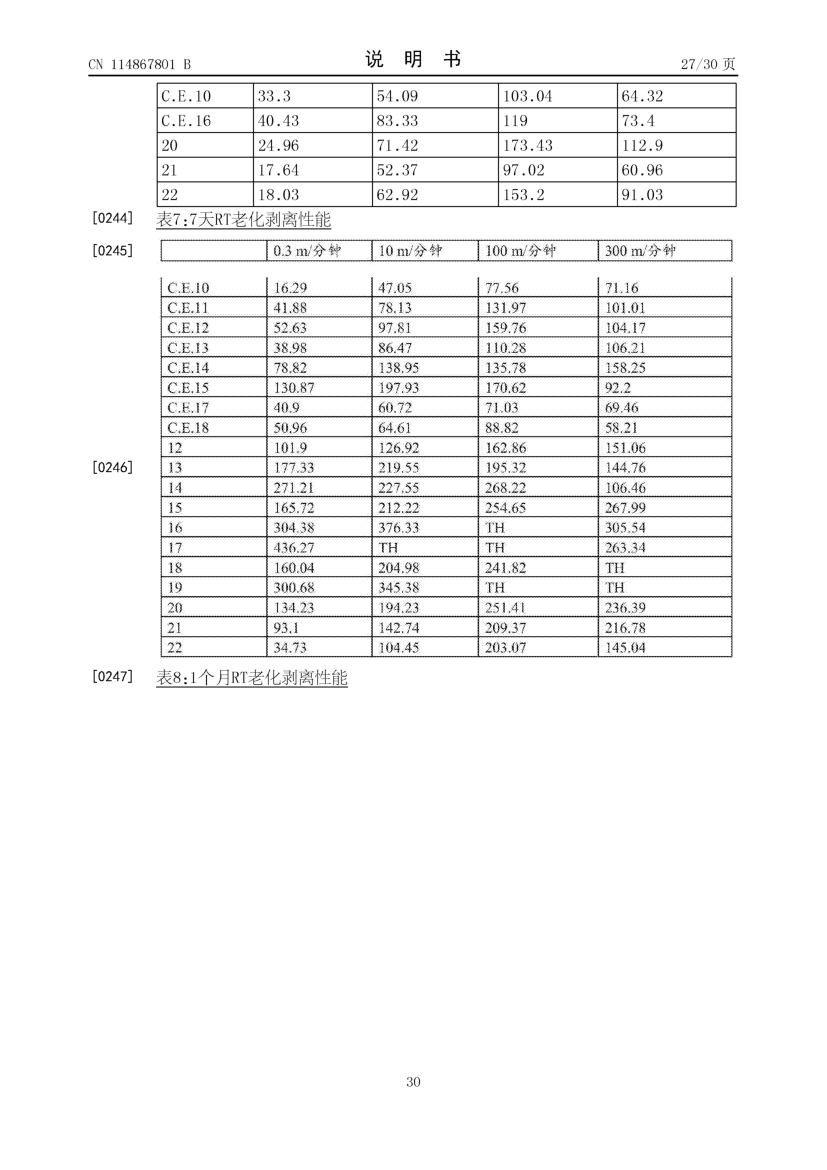 CN 114867801 B
说 明 书
27/30 页
C.E.10 33.3 54.09 103.04 64.32
C.E.16 40.43 83.33 119 73.4
20 24.96 71.42 173.43 112.9
21 17.64 52.37 97.02 60.96
22 18.03 62.92 153.2 91.03
[0244] 表7:7天RT老化剥离性能
[0245] 0.3 m/分钟 10 m/分钟 100 m/分钟 300 m/分钟
C.E.10 16.29 47.05 77.56 71.16
C.E.11 41.88 78.13 131.97 101.01
C.E.12 52.63 97.81 159.76 104.17
C.E.13 38.98 86.47 110.28 106.21
C.E.14 78.82 138.95 135.78 158.25
C.E.15 130.87 197.93 170.62 92.2
C.E.17 40.9 60.72 71.03 69.46
C.E.18 50.96 64.61 88.82 58.21
12 101.9 126.92 162.86 151.06
[0246] 13 177.33 219.55 195.32 144.76
14 271.21 227.55 268.22 106.46
15 165.72 212.22 254.65 267.99
16 304.38 376.33 TH 305.54
17 436.27 TH TH 263.34
18 160.04 204.98 241.82 TH
19 300.68 345.38 TH TH
20 134.23 194.23 251.41 236.39
21 93.1 142.74 209.37 216.78
22 34.73 104.45 203.07 145.04
[0247] 表8:1个月RT老化剥离性能
30